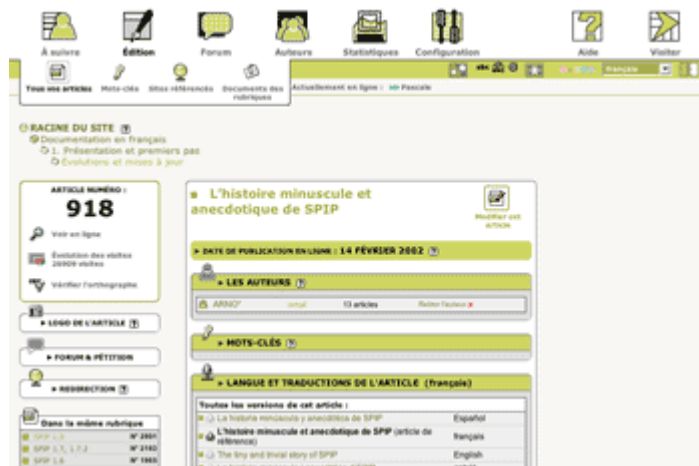 À suivre
Édition
Forum
Auteurs
Statistiques
Configuration
Aide
Visiter
Tous vos articles
Mots-clés
Sites référencés
Documents des rubriques
Actuellement en ligne :
Pascale
français
RACINE DU SITE
Documentation en français
1. Présentation et premiers pas
Évolutions et mises à jour
ARTICLE NUMÉRO :
918
Voir en ligne
Évolution des visites
visites
Vérifier l'orthographe
LOGO DE L'ARTICLE
FORUM & PÉTITION
REDIRECTION
Dans la même rubrique
L'histoire minuscule et
anecdotique de SPIP
Modifier cet
article
DATE DE PUBLICATION EN LIGNE : 14 FÉVRIER 2002
LES AUTEURS
ARNO*
13 articles
Retirer l'auteur
MOTS-CLÉS
LANGUE ET TRADUCTIONS DE L'ARTICLE (français)
Toutes les versions de cet article :
La historia minúscula y anecdótica de SPIP
Español
L'histoire minuscule et anecdotique de SPIP (article de
référence)
français
The tiny and trivial story of SPIP
English